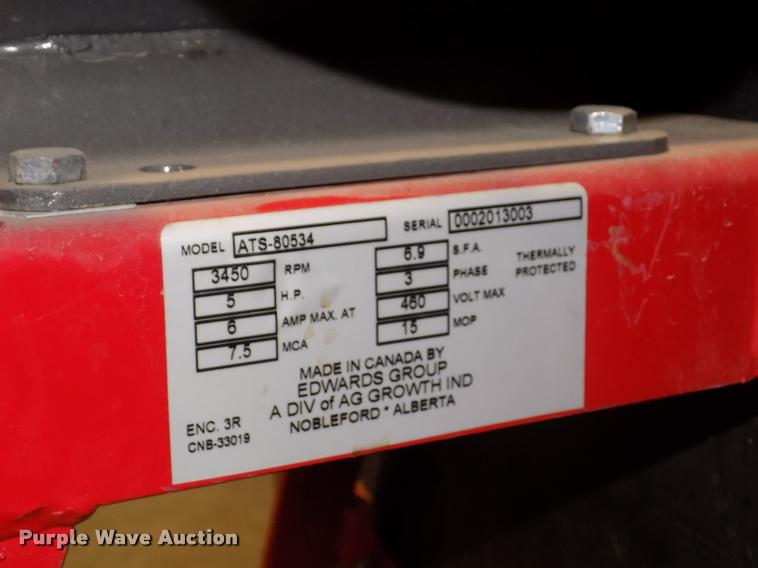 MODEL ATS-80534 SERIAL 0002013003
3450 RPM 6.9 S.F.A. THERMALLY
5 H.P. 3 PHASE PROTECTED
6 AMP MAX. AT 460 VOLT MAX
7.5 MCA 15 MOP
MADE IN CANADA BY
EDWARDS GROUP
A DIV of AG GROWTH IND
NOBLEFORD * ALBERTA
ENC. 3R
CNB-33019
Purple Wave Auction